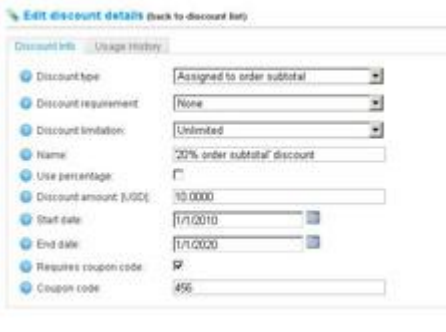 Edit discount details (back to discount list)
Discount Info Usage History
Discount type: Assigned to order subtotal
Discount requirement: None
Discount limitation: Unlimited
Name: '20% order subtotal' discount
Use percentage:
Discount amount [USD]: 10.0000
Start date: 1/1/2010
End date: 1/1/2020
Requires coupon code:
Coupon code: 456